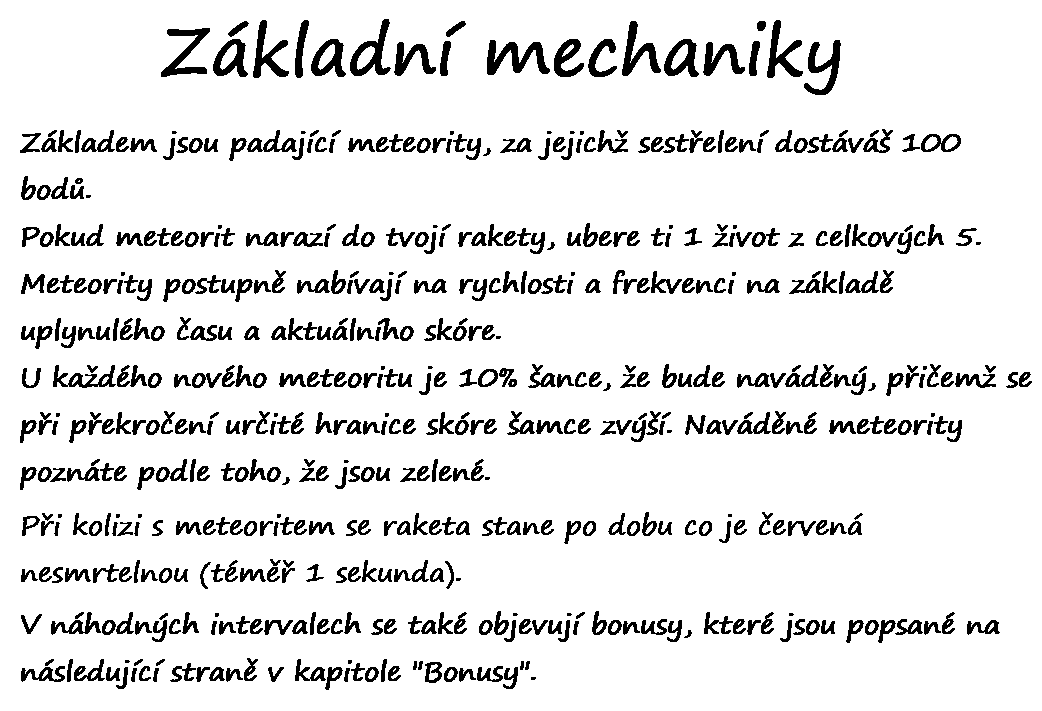 Základní mechaniky
Základem jsou padající meteority, za jejichž sestřelení dostáváš 100
bodů.
Pokud meteorit narazí do tvojí rakety, ubere ti 1 život z celkových 5.
Meteority postupně nabívají na rychlosti a frekvenci na základě
uplynulého času a aktuálního skóre.
U každého nového meteoritu je 10% šance, že bude naváděný, přičemž se
při překročení určité hranice skóre šamce zvýší. Naváděné meteority
poznáte podle toho, že jsou zelené.
Při kolizi s meteoritem se raketa stane po dobu co je červená
nesmrtelnou (téměř 1 sekunda).
V náhodných intervalech se také objevují bonusy, které jsou popsané na
následující straně v kapitole "Bonusy".